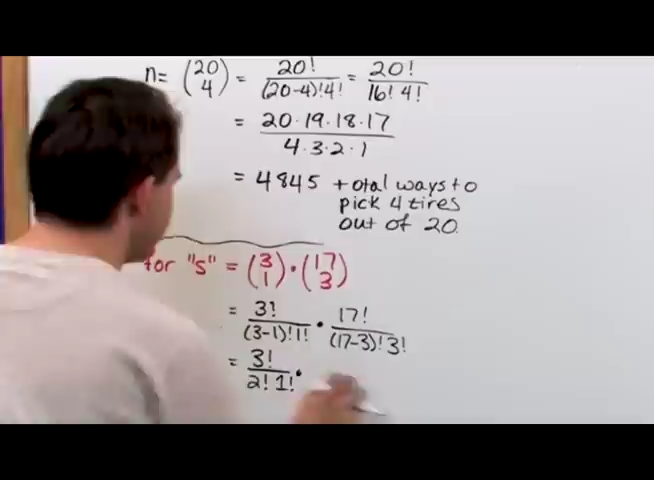 n = (20 4) = 20! / (20-4)! 4! = 20! / 16! 4!
= 20·19·18·17 / 4·3·2·1
= 4845 total ways to
pick 4 tires
out of 20.
for "s" = (3 1) · (17 3)
= 3! / (3-1)! 1! · 17! / (17-3)! 3!
= 3! / 2! 1! ·